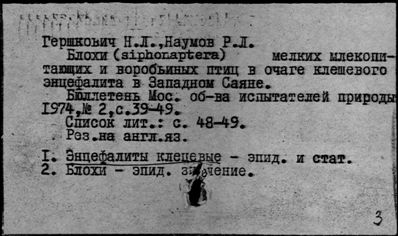 Гершкович Н.Л.,Наумов Р.Л.
Блохи(siphonaptera) мелких млекопи-
тающих и воробьиных птиц в очаге клещевого
энцефалита в Западном Саяне.
Бюллетень Мос. об-ва испытателей природы
1974,№ 2,с.39-49.
Список лит.: с. 48-49.
Рез.на англ.яз.
1. Энцефалиты клещевые - эпид. и стат.
2. Блохи - эпид. значение.
3